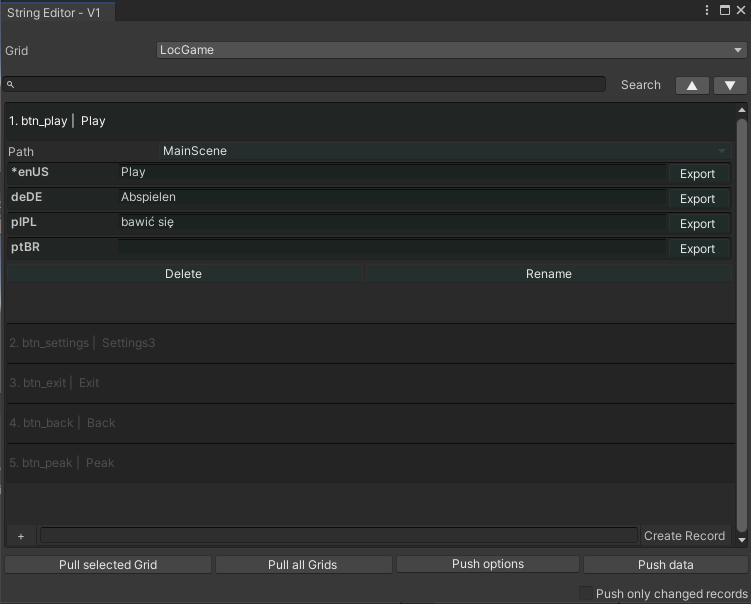 String Editor - V1
Grid LocGame
Search
1. btn_play | Play
Path MainScene
*enUS Play Export
deDE Abspielen Export
plPL bawić się Export
ptBR Export
Delete Rename
2. btn_settings | Settings3
3. btn_exit | Exit
4. btn_back | Back
5. btn_peak | Peak
+ Create Record
Pull selected Grid Pull all Grids Push options Push data
Push only changed records